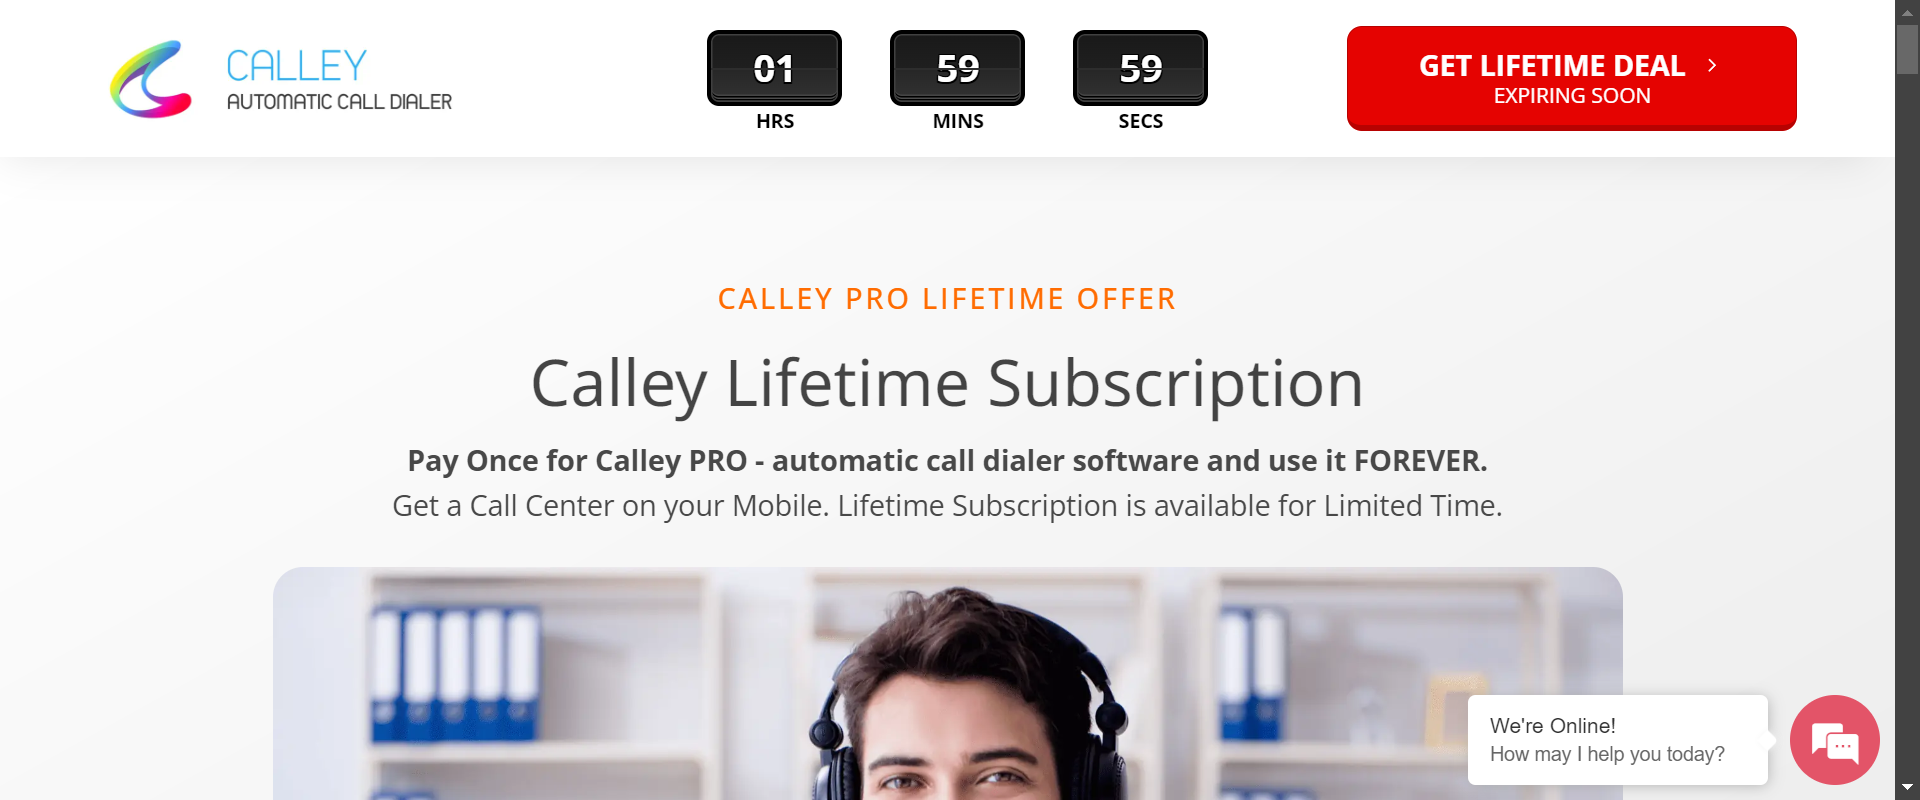 CALLEY
AUTOMATIC CALL DIALER
01 59 59
HRS MINS SECS
GET LIFETIME DEAL
EXPIRING SOON
CALLEY PRO LIFETIME OFFER
Calley Lifetime Subscription
Pay Once for Calley PRO - automatic call dialer software and use it FOREVER.
Get a Call Center on your Mobile. Lifetime Subscription is available for Limited Time.
We're Online!
How may I help you today?